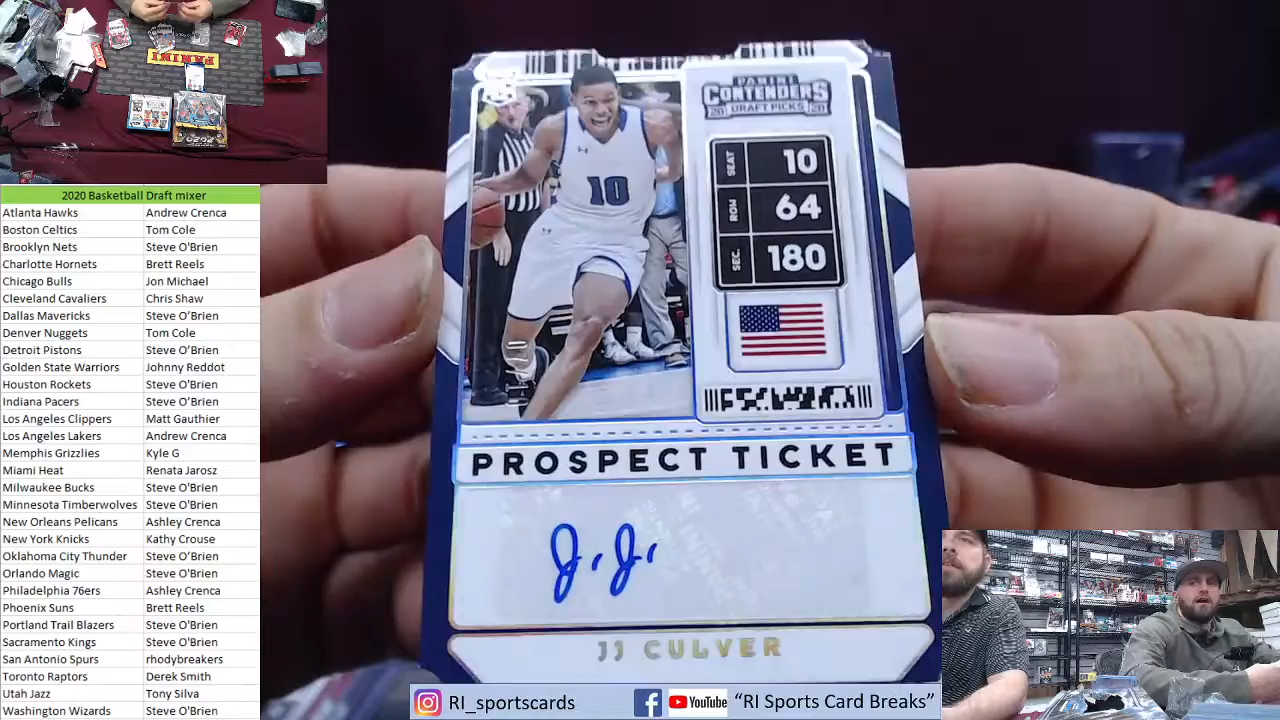 PANINI
2020 Basketball Draft mixer
Atlanta Hawks Andrew Crenca
Boston Celtics Tom Cole
Brooklyn Nets Steve O'Brien
Charlotte Hornets Brett Reels
Chicago Bulls Jon Michael
Cleveland Cavaliers Chris Shaw
Dallas Mavericks Steve O'Brien
Denver Nuggets Tom Cole
Detroit Pistons Steve O'Brien
Golden State Warriors Johnny Reddot
Houston Rockets Steve O'Brien
Indiana Pacers Steve O'Brien
Los Angeles Clippers Matt Gauthier
Los Angeles Lakers Andrew Crenca
Memphis Grizzlies Kyle G
Miami Heat Renata Jarosz
Milwaukee Bucks Steve O'Brien
Minnesota Timberwolves Steve O'Brien
New Orleans Pelicans Ashley Crenca
New York Knicks Kathy Crouse
Oklahoma City Thunder Steve O'Brien
Orlando Magic Steve O'Brien
Philadelphia 76ers Ashley Crenca
Phoenix Suns Brett Reels
Portland Trail Blazers Steve O'Brien
Sacramento Kings Steve O'Brien
San Antonio Spurs rhodybreakers
Toronto Raptors Derek Smith
Utah Jazz Tony Silva
Washington Wizards Steve O'Brien
PANINI
CONTENDERS
20 DRAFT PICKS 20
SEAT 10
ROW 64
SEC. 180
10
PROSPECT TICKET
J.J.
JJ CULVER
RI_sportscards YouTube "RI Sports Card Breaks"